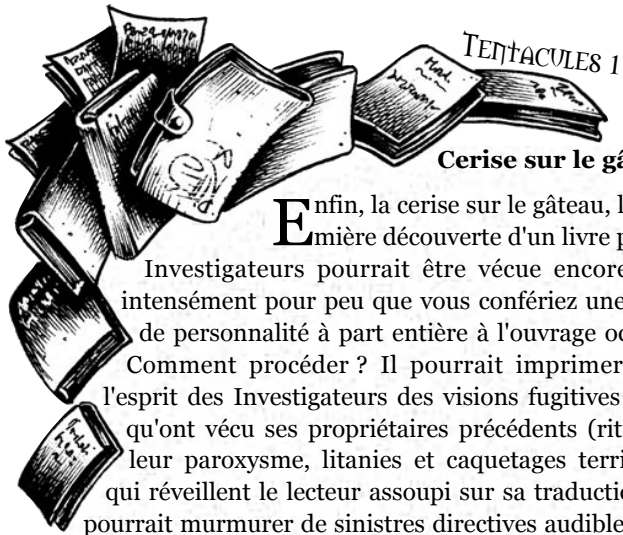 TENTACULES 1
Cerise sur le gâ
Enfin, la cerise sur le gâteau, l
mière découverte d'un livre p
Investigateurs pourrait être vécue encore
intensément pour peu que vous confériez une
de personnalité à part entière à l'ouvrage oc
Comment procéder ? Il pourrait imprimer
l'esprit des Investigateurs des visions fugitives
qu'ont vécu ses propriétaires précédents (rit
leur paroxysme, litanies et caquetages terri
qui réveillent le lecteur assoupi sur sa traductio
pourrait murmurer de sinistres directives audible